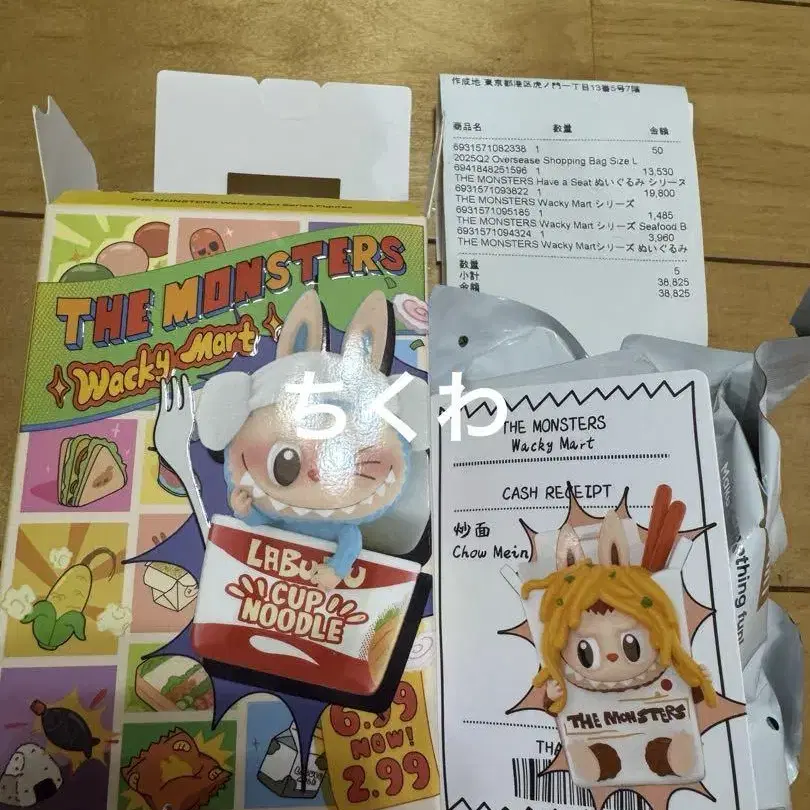 作成地 東京都港区虎ノ門一丁目13番5号7階
商品名 数量 金額
6931571082338 1 50
2025Q2 Oversease Shopping Bag Size L
6941848251596 1 13,530
THE MONSTERS Have a Seat ぬいぐるみ シリーズ
6931571093822 1 19,800
THE MONSTERS Wacky Mart シリーズ
6931571095185 1 1,485
THE MONSTERS Wacky Mart シリーズ Seafood B
6931571094324 1 3,960
THE MONSTERS Wacky Martシリーズ ぬいぐるみ
数量 5
小計 38,825
金額 38,825
THE MONSTERS Wacky Mart Series Figures
THE MONSTERS
Wacky Mart
ちくわ
LABUBU
CUP
NOODLE
6.99
NOW!
2.99
THE MONSTERS
Wacky Mart
CASH RECEIPT
炒面
Chow Mein
THE MONSTERS
THA